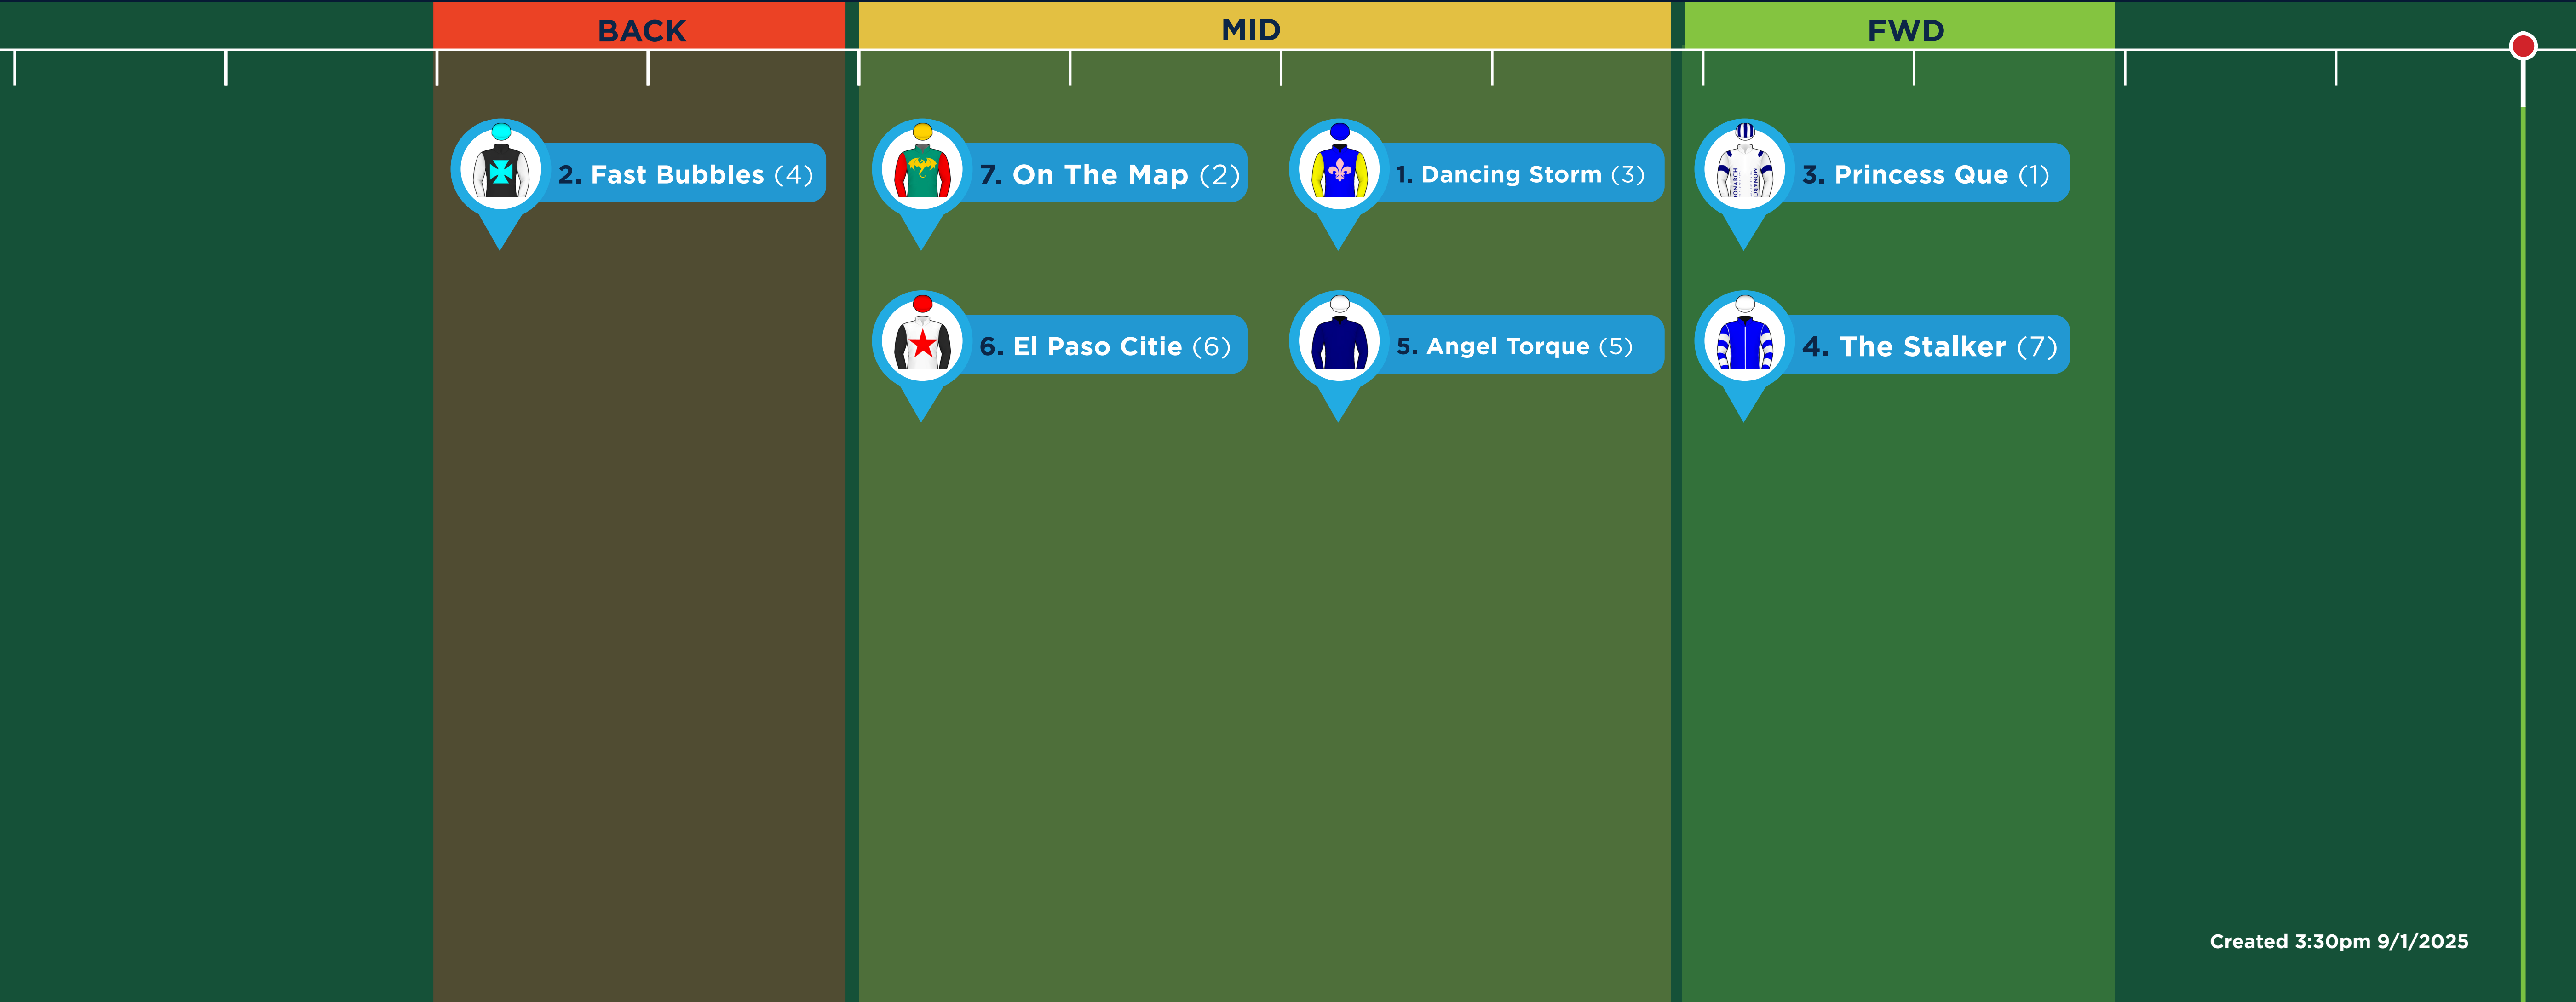 BACK
MID
FWD
2. Fast Bubbles (4)
7. On The Map (2)
1. Dancing Storm (3)
3. Princess Que (1)
6. El Paso Citie (6)
5. Angel Torque (5)
4. The Stalker (7)
Created 3:30pm 9/1/2025